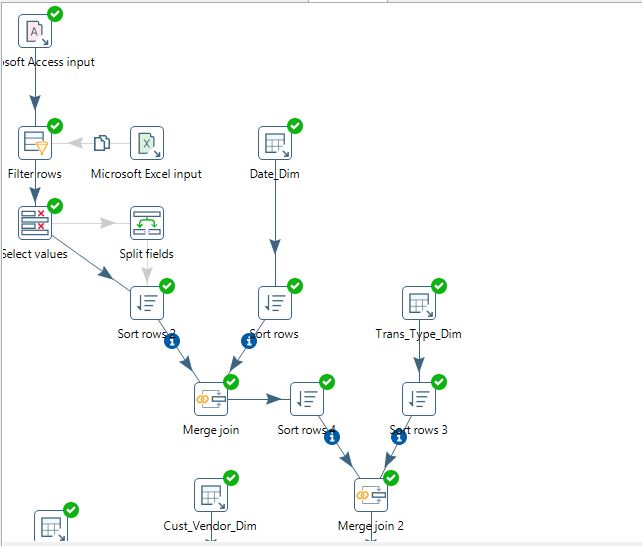 soft Access input
Filter rows
Microsoft Excel input
Date_Dim
Select values
Split fields
Sort rows 2
Sort rows
Trans_Type_Dim
Merge join
Sort rows 4
Sort rows 3
Cust_Vendor_Dim
Merge join 2